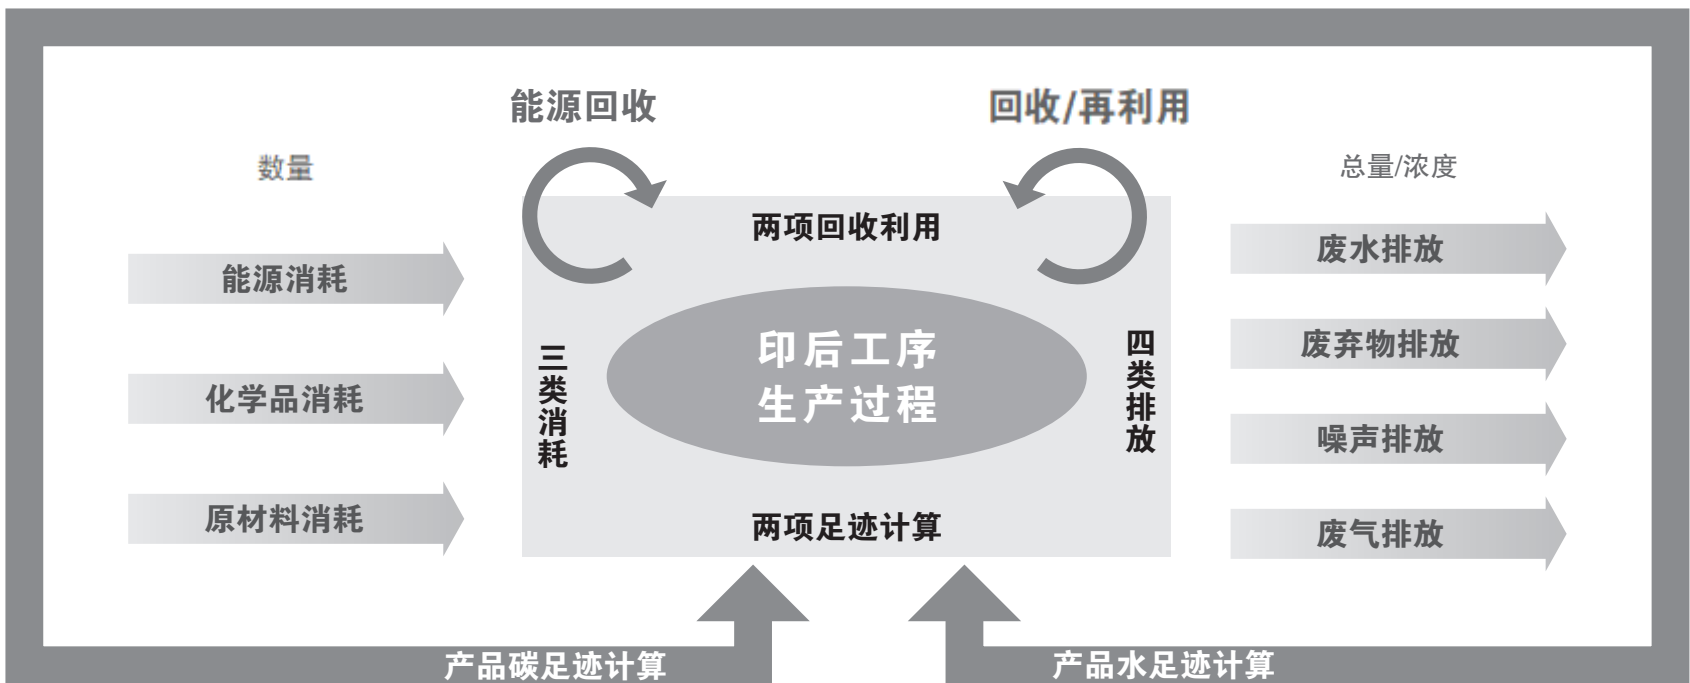 能源回收
回收/再利用
数量
总量/浓度
能源消耗
化学品消耗
原材料消耗
两项回收利用
三类消耗
印后工序
生产过程
四类排放
两项足迹计算
废水排放
废弃物排放
噪声排放
废气排放
产品碳足迹计算
产品水足迹计算